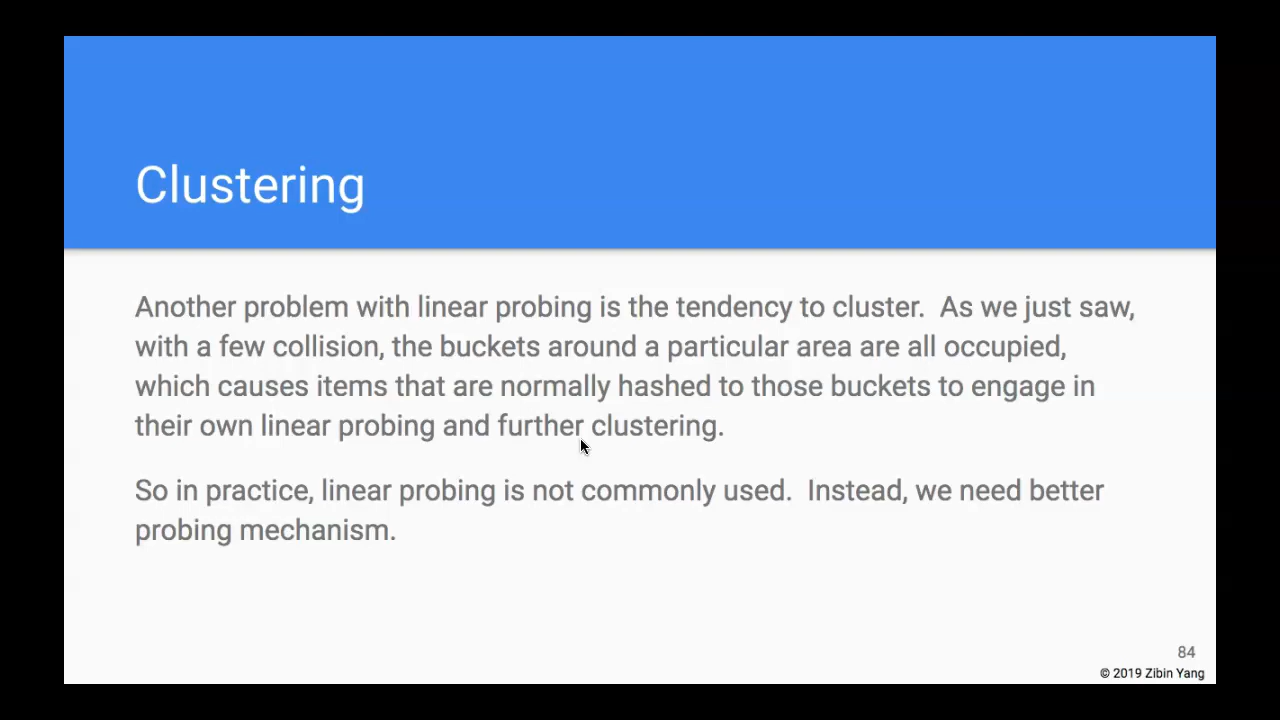 Clustering
Another problem with linear probing is the tendency to cluster.  As we just saw,
with a few collision, the buckets around a particular area are all occupied,
which causes items that are normally hashed to those buckets to engage in
their own linear probing and further clustering.
So in practice, linear probing is not commonly used.  Instead, we need better
probing mechanism.
84
© 2019 Zibin Yang